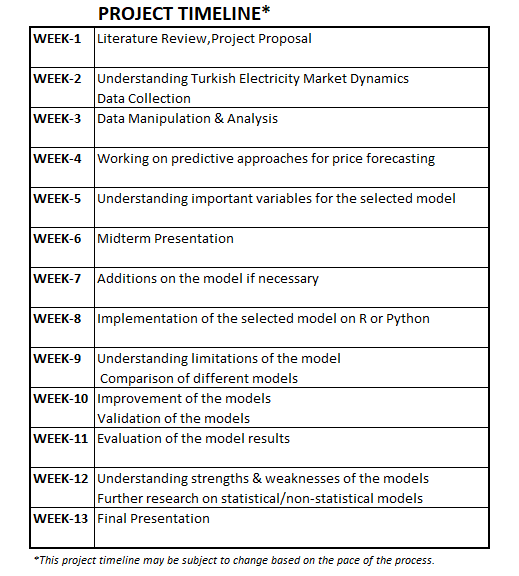 PROJECT TIMELINE*
WEEK-1 Literature Review,Project Proposal
WEEK-2 Understanding Turkish Electricity Market Dynamics
Data Collection
WEEK-3 Data Manipulation & Analysis
WEEK-4 Working on predictive approaches for price forecasting
WEEK-5 Understanding important variables for the selected model
WEEK-6 Midterm Presentation
WEEK-7 Additions on the model if necessary
WEEK-8 Implementation of the selected model on R or Python
WEEK-9 Understanding limitations of the model
Comparison of different models
WEEK-10 Improvement of the models
Validation of the models
WEEK-11 Evaluation of the model results
WEEK-12 Understanding strengths & weaknesses of the models
Further research on statistical/non-statistical models
WEEK-13 Final Presentation
*This project timeline may be subject to change based on the pace of the process.